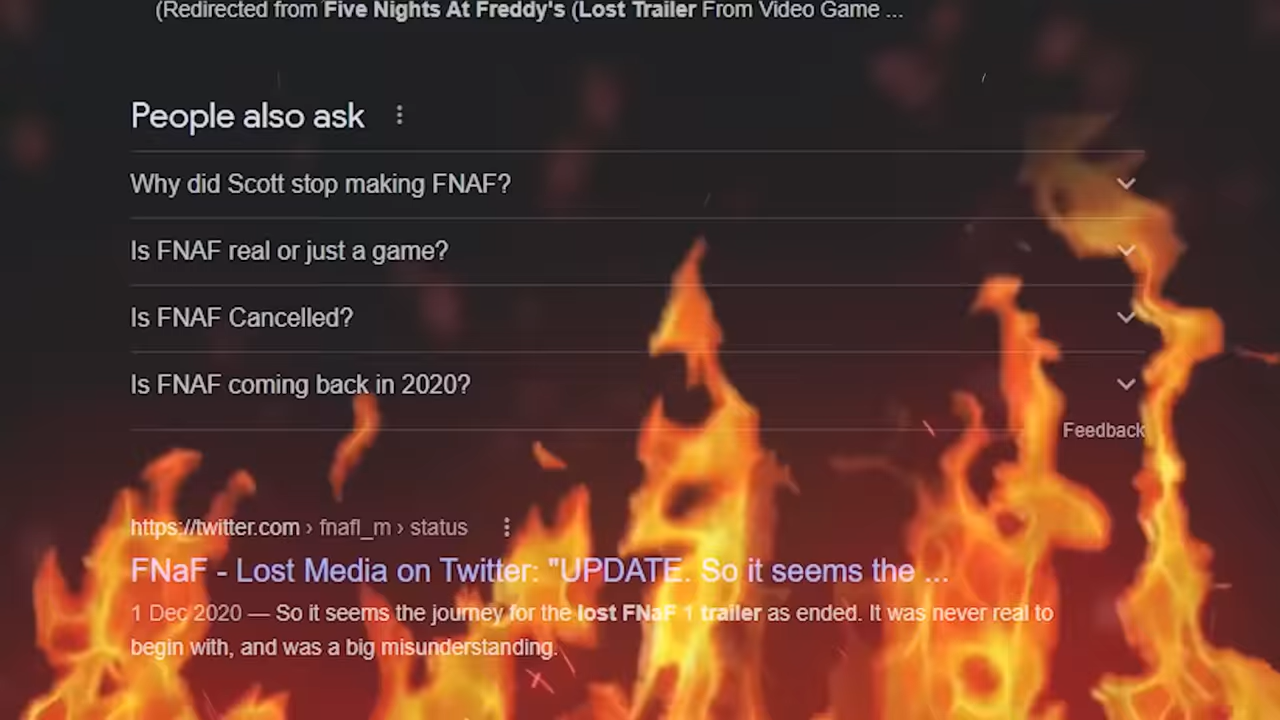 (Redirected from Five Nights At Freddy's (Lost Trailer From Video Game ...
People also ask
Why did Scott stop making FNAF?
Is FNAF real or just a game?
Is FNAF Cancelled?
Is FNAF coming back in 2020?
Feedback
https://twitter.com › fnafl_m › status
FNaF - Lost Media on Twitter: "UPDATE. So it seems the ...
1 Dec 2020 — So it seems the journey for the lost FNaF 1 trailer as ended. It was never real to
begin with, and was a big misunderstanding.